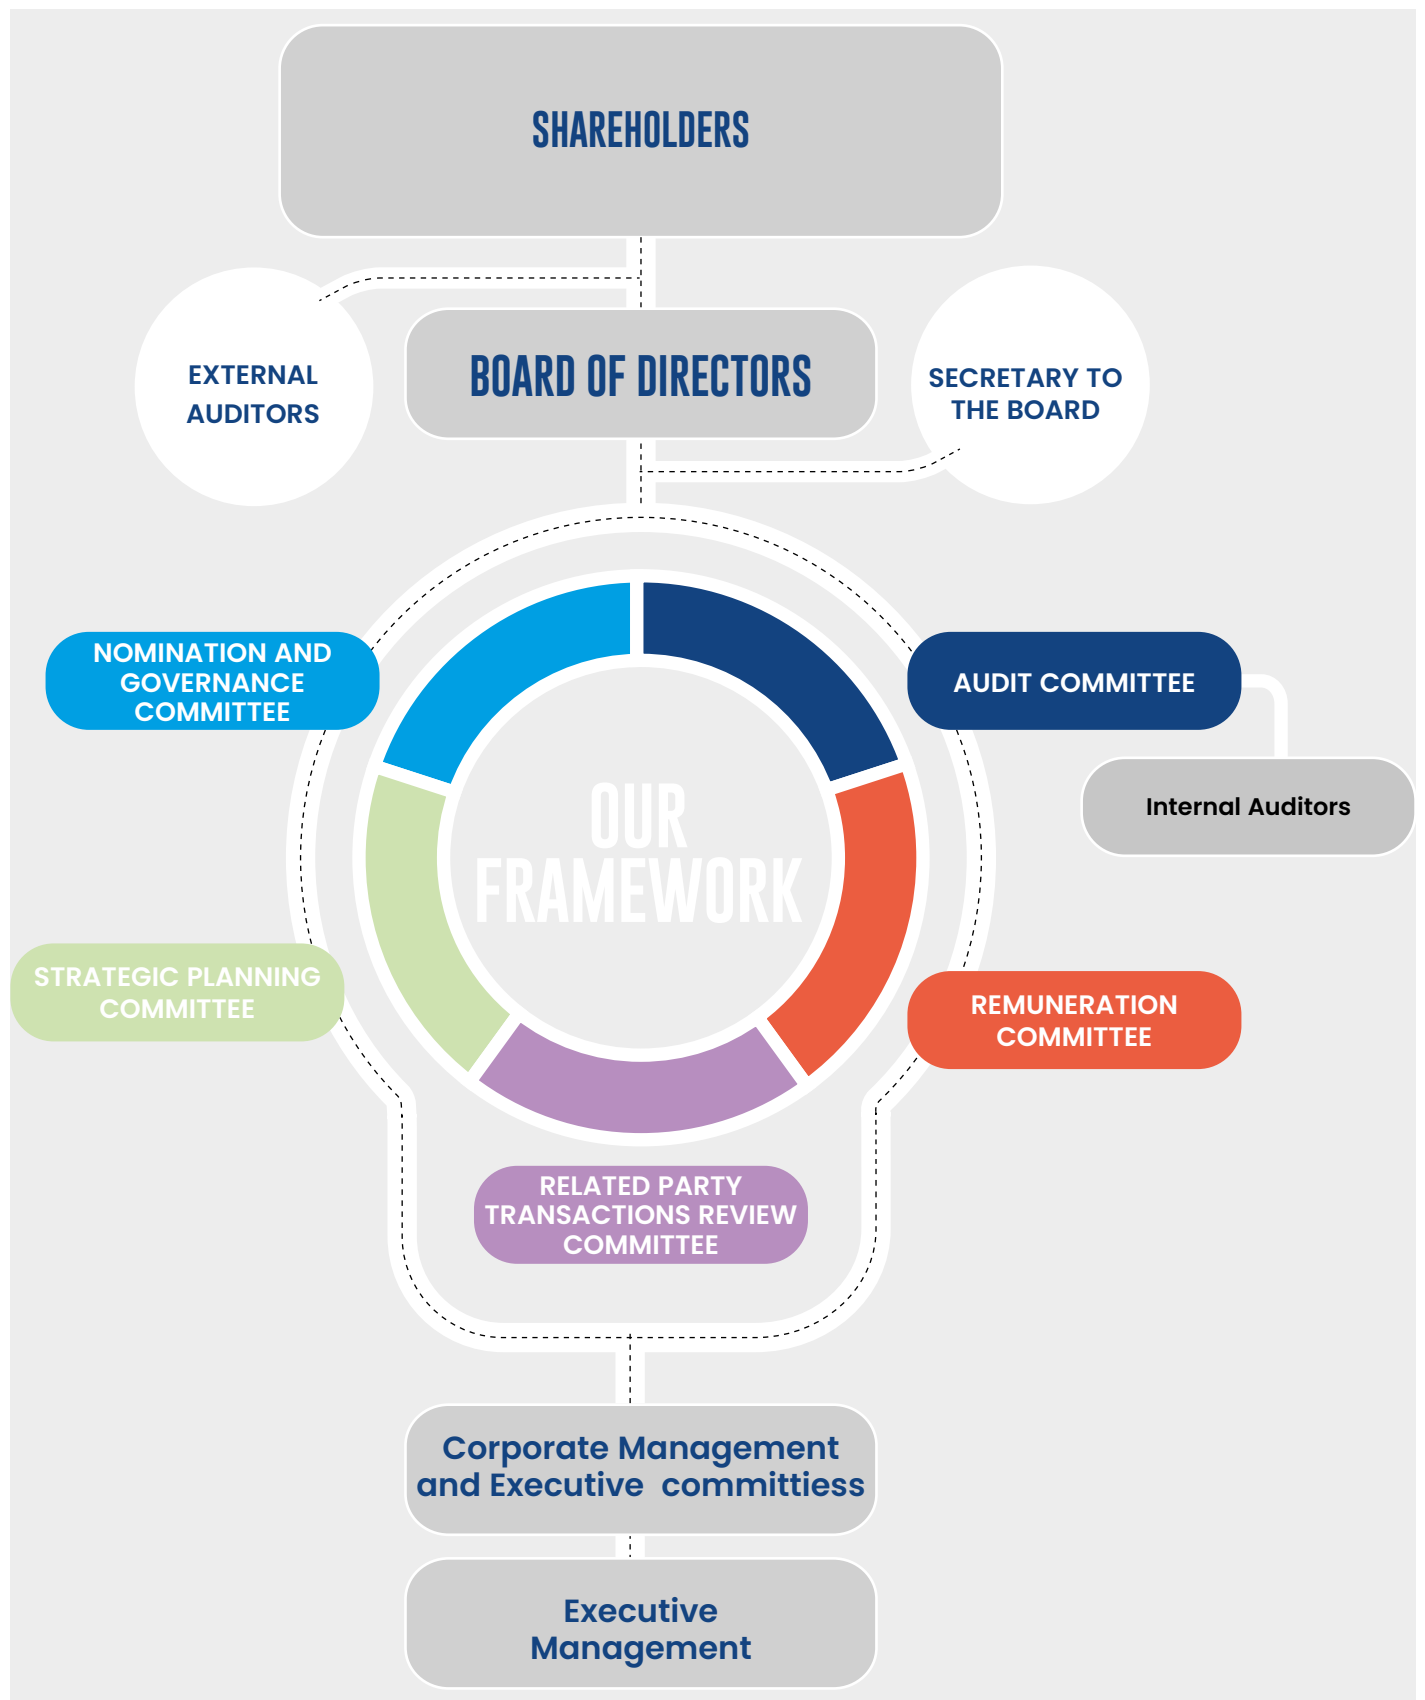 SHAREHOLDERS
EXTERNAL
AUDITORS
BOARD OF DIRECTORS
SECRETARY TO
THE BOARD
NOMINATION AND
GOVERNANCE
COMMITTEE
AUDIT COMMITTEE
Internal Auditors
OUR
FRAMEWORK
STRATEGIC PLANNING
COMMITTEE
REMUNERATION
COMMITTEE
RELATED PARTY
TRANSACTIONS REVIEW
COMMITTEE
Corporate Management
and Executive committiess
Executive
Management